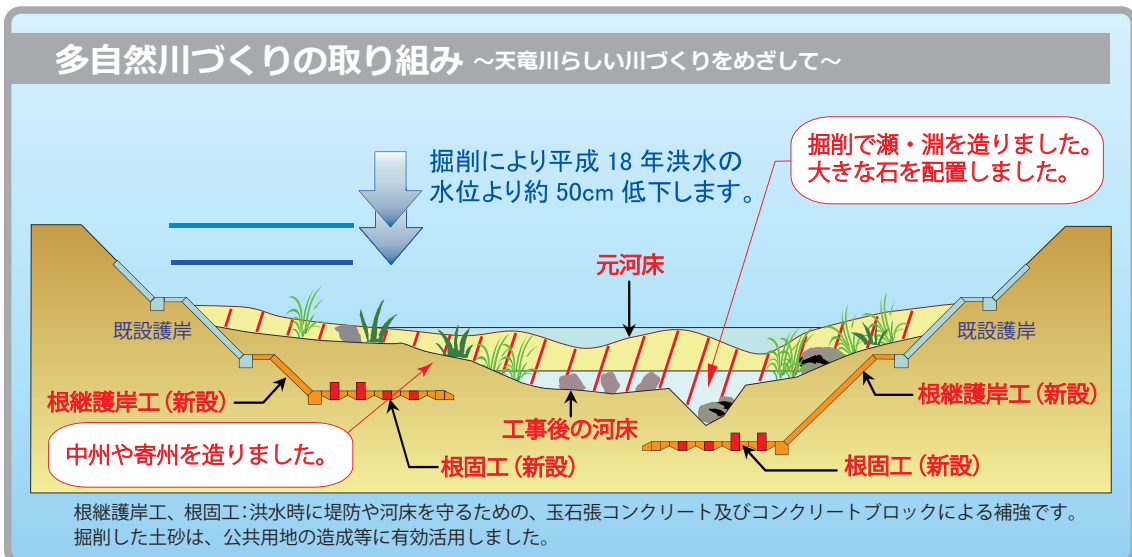 多自然川づくりの取り組み ～天竜川らしい川づくりをめざして～
掘削により平成 18 年洪水の
水位より約 50cm 低下します。
掘削で瀬・淵を造りました。
大きな石を配置しました。
元河床
既設護岸
既設護岸
根継護岸工（新設）
根継護岸工（新設）
工事後の河床
中州や寄州を造りました。
根固工（新設）
根固工（新設）
根継護岸工、根固工：洪水時に堤防や河床を守るための、玉石張コンクリート及びコンクリートブロックによる補強です。
掘削した土砂は、公共用地の造成等に有効活用しました。